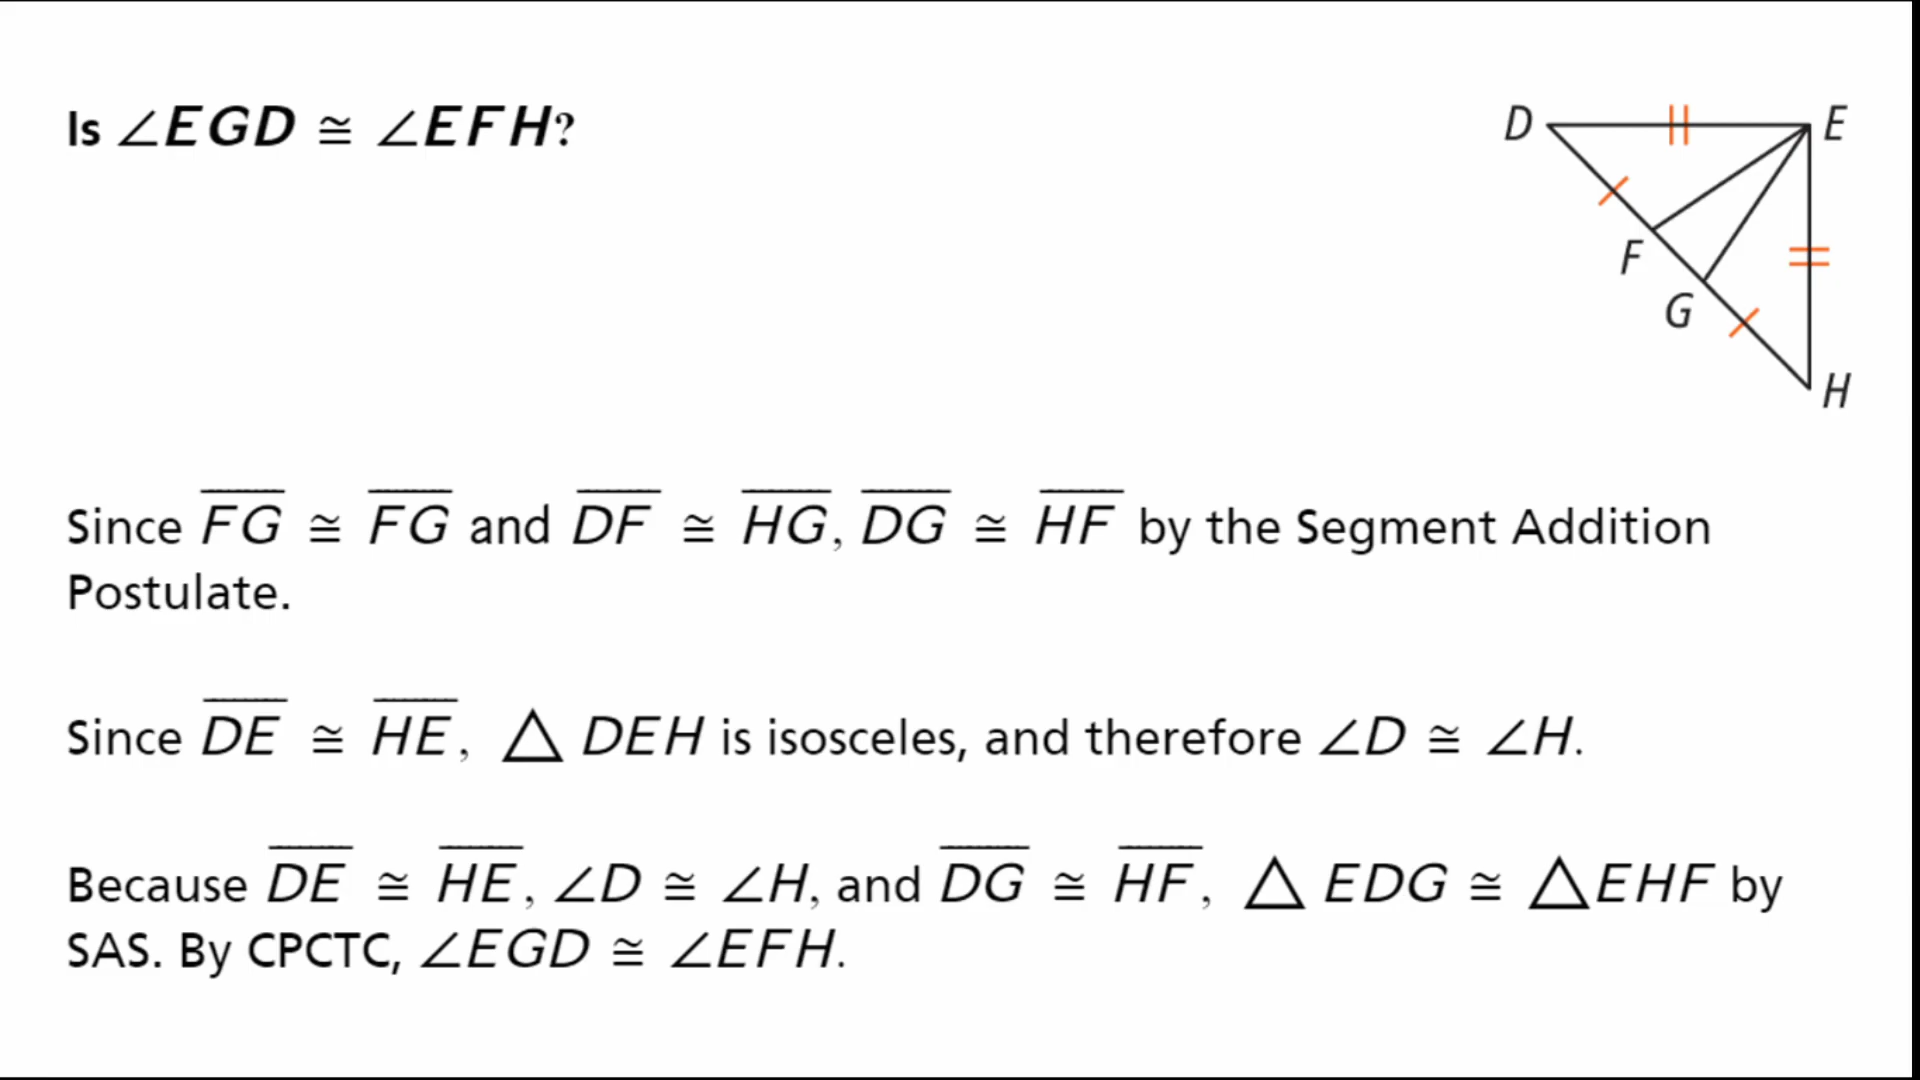 Is ∠EGD ≅ ∠EFH?
D
E
F
G
H
Since FG ≅ FG and DF ≅ HG, DG ≅ HF by the Segment Addition
Postulate.
Since DE ≅ HE, △ DEH is isosceles, and therefore ∠D ≅ ∠H.
Because DE ≅ HE, ∠D ≅ ∠H, and DG ≅ HF, △ EDG ≅ △EHF by
SAS. By CPCTC, ∠EGD ≅ ∠EFH.